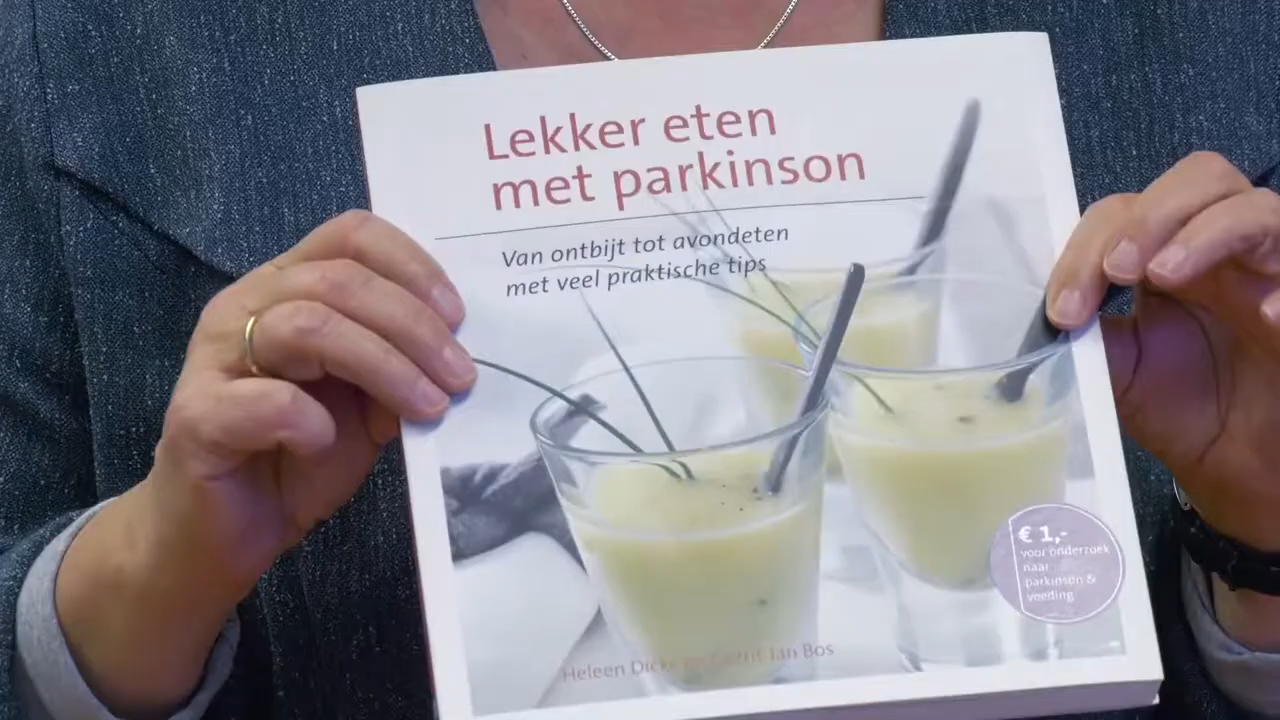 Lekker eten
met parkinson
Van ontbijt tot avondeten
met veel praktische tips
€ 1,-
voor onderzoek
naar
parkinson &
voeding
Heleen Dicke Jan Bos